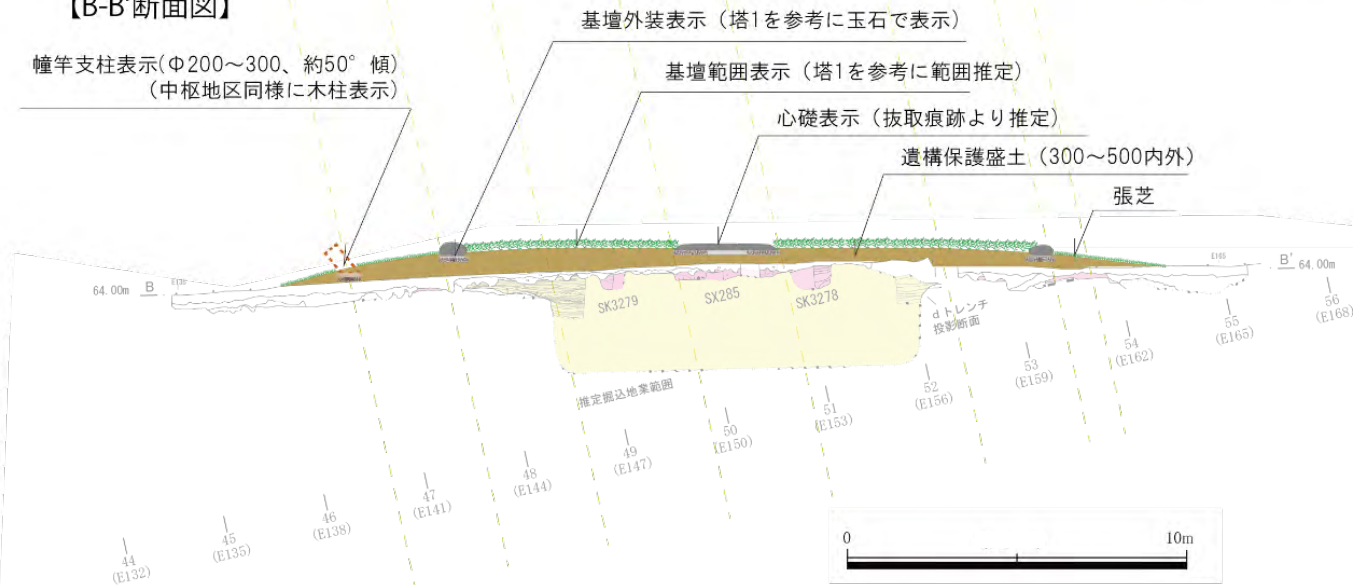 【B-B'断面図】
基壇外装表示（塔1を参考に玉石で表示）
幢竿支柱表示(Φ200～300、約50°傾)
（中枢地区同様に木柱表示）
基壇範囲表示（塔1を参考に範囲推定）
心礎表示（抜取痕跡より推定）
遺構保護盛土（300～500内外）
張芝
64.00m B
E165
B' 64.00m
SK3279
SX285
SK3278
dトレンチ
投影断面
推定掘込地業範囲
56
(E168)
55
(E165)
54
(E162)
53
(E159)
52
(E156)
51
(E153)
50
(E150)
49
(E147)
48
(E144)
47
(E141)
46
(E138)
45
(E135)
44
(E132)
0 10m